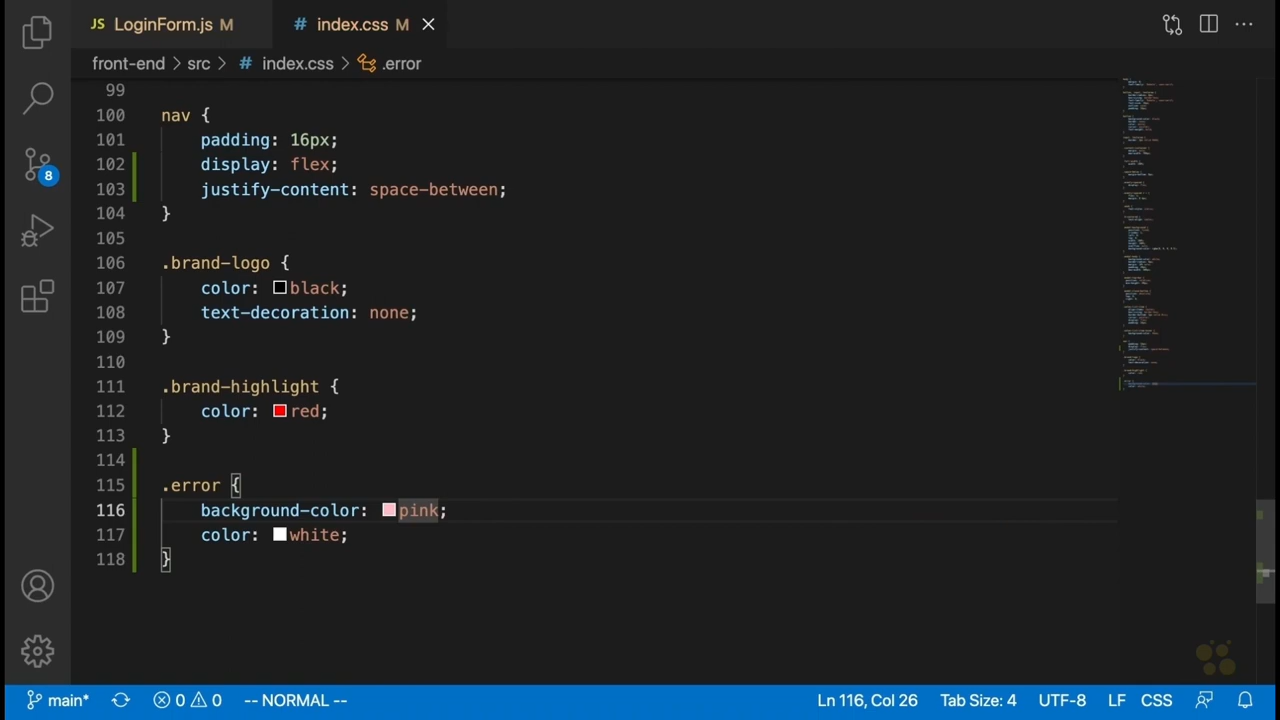 JS LoginForm.js M # index.css M
front-end > src > # index.css > .error
99
100 nav {
101 padding: 16px;
102 display: flex;
103 justify-content: space-between;
104 }
105
106 .brand-logo {
107 color: black;
108 text-decoration: none;
109 }
110
111 .brand-highlight {
112 color: red;
113 }
114
115 .error {
116 background-color: pink;
117 color: white;
118 }
8
main* 0 0 -- NORMAL -- Ln 116, Col 26 Tab Size: 4 UTF-8 LF CSS